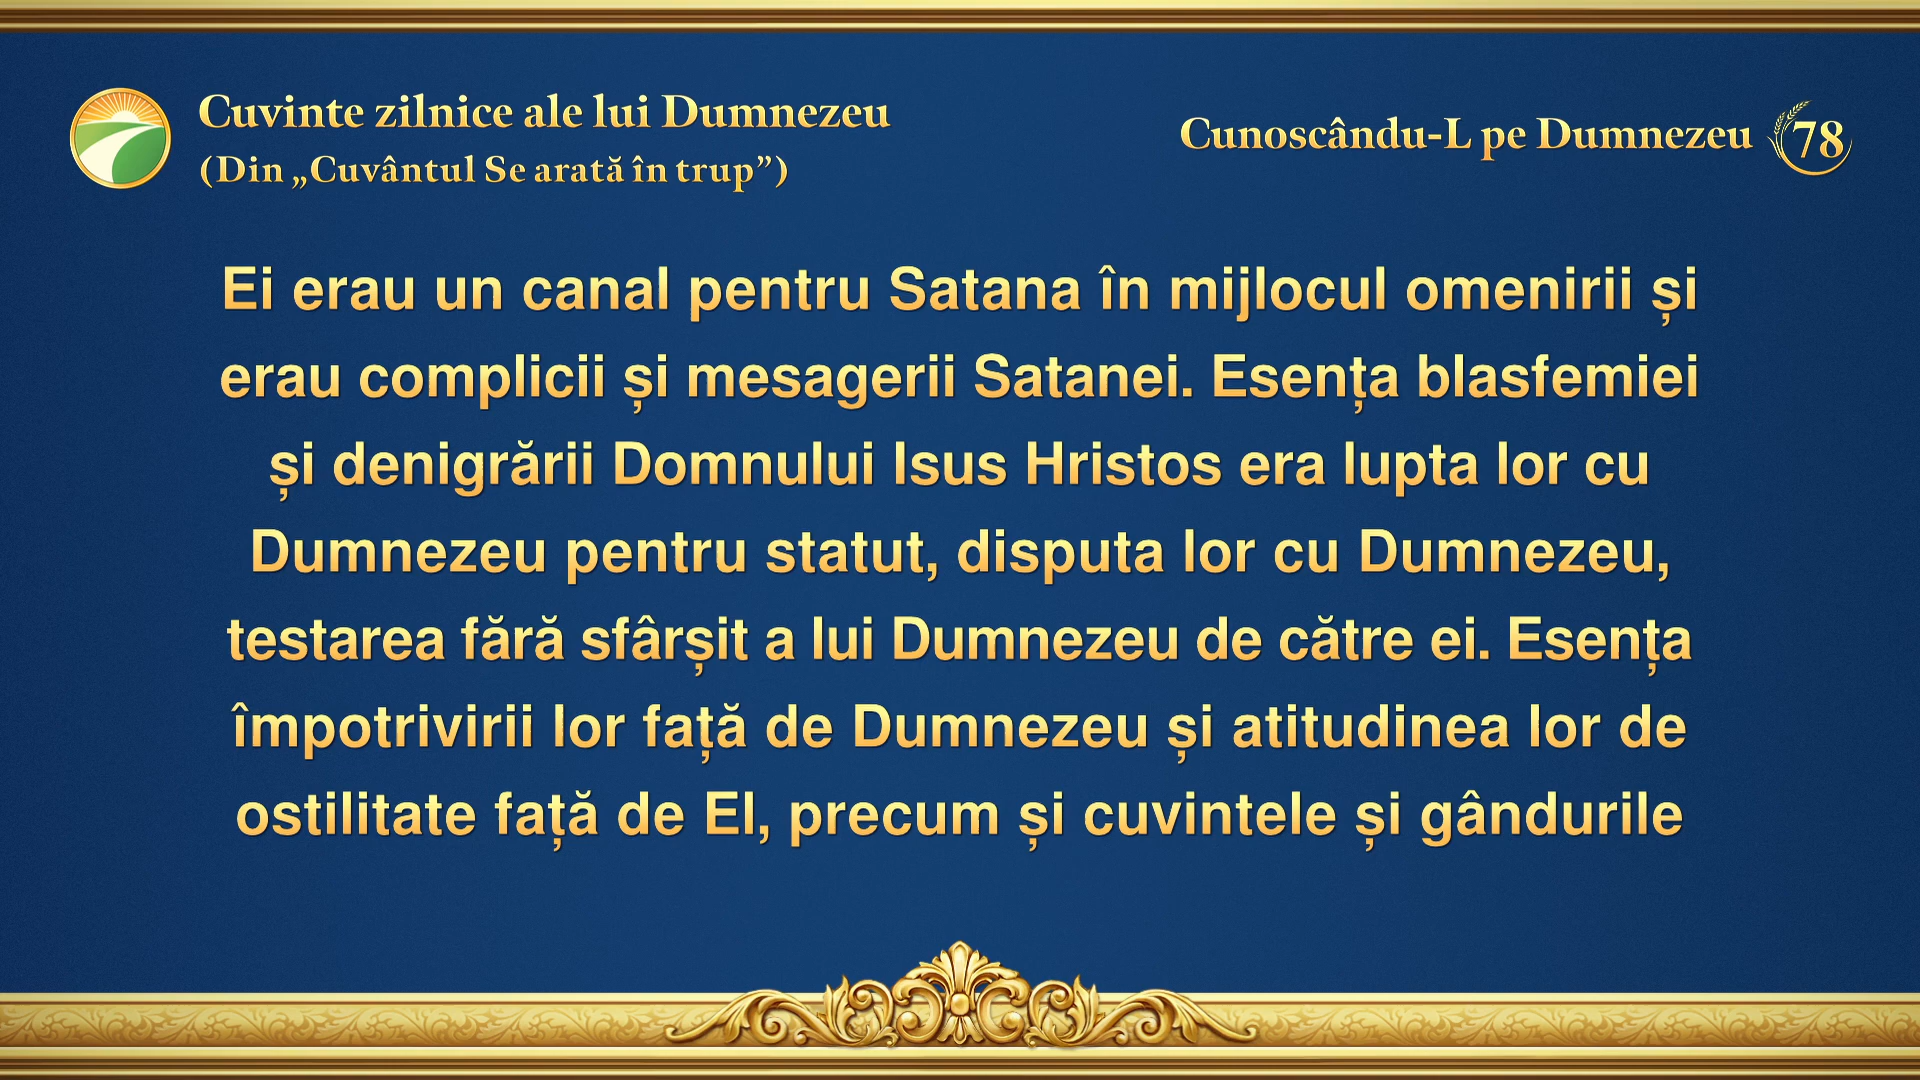 Cuvinte zilnice ale lui Dumnezeu
(Din „Cuvântul Se arată în trup”)
Cunoscându-L pe Dumnezeu 78
Ei erau un canal pentru Satana în mijlocul omenirii și
erau complicii și mesagerii Satanei. Esența blasfemiei
și denigrării Domnului Isus Hristos era lupta lor cu
Dumnezeu pentru statut, disputa lor cu Dumnezeu,
testarea fără sfârșit a lui Dumnezeu de către ei. Esența
împotrivirii lor față de Dumnezeu și atitudinea lor de
ostilitate față de El, precum și cuvintele și gândurile